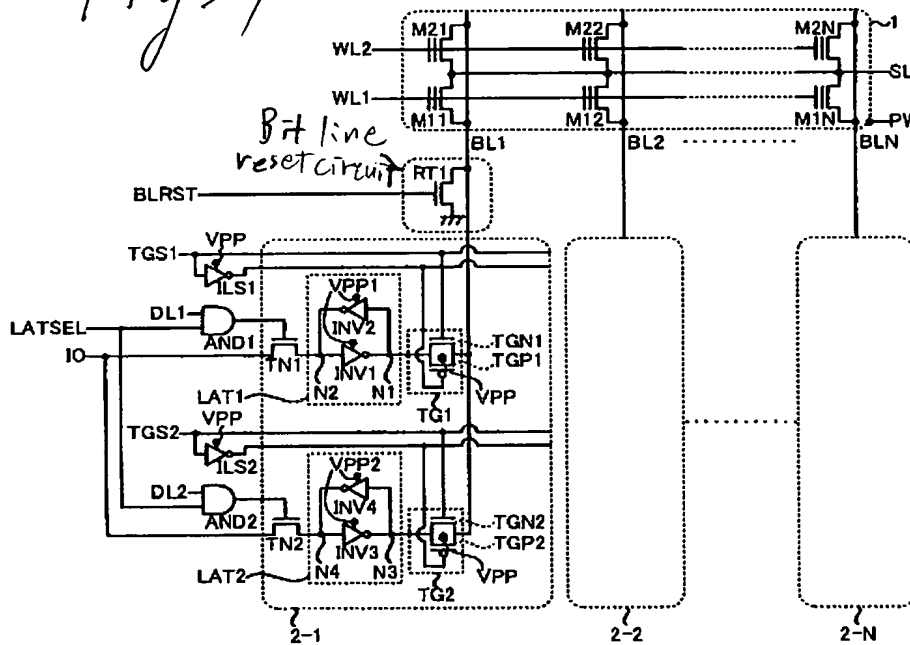 M21
M22
M2N
1
WL2
SL
WL1
M11
M12
M1N
PW
Bit line
reset circuit
BL1
BL2
BLN
RT1
BLRST
VPP
TGS1
ILS1
VPP1
DL1
LATSEL
AND1
INV2
TGN1
TGP1
IO
TN1
INV1
N2
N1
VPP
LAT1
TG1
VPP
TGS2
ILS2
VPP2
DL2
AND2
INV4
TGN2
TGP2
TN2
INV3
N4
N3
VPP
LAT2
TG2
2-1
2-2
2-N